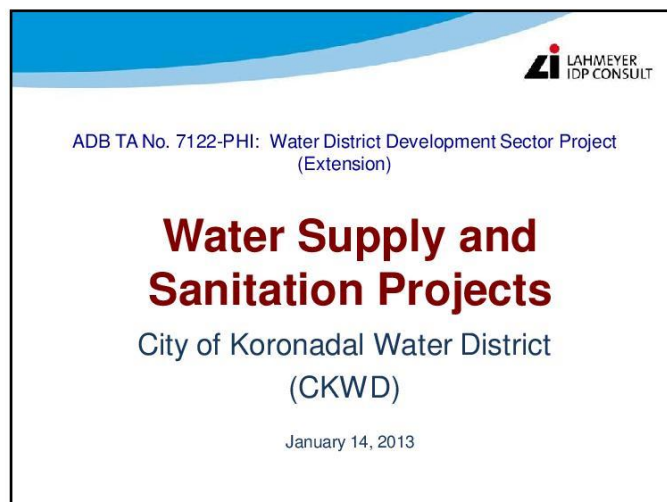 LAHMEYER
IDP CONSULT
ADB TA No. 7122-PHI: Water District Development Sector Project
(Extension)
Water Supply and
Sanitation Projects
City of Koronadal Water District
(CKWD)
January 14, 2013